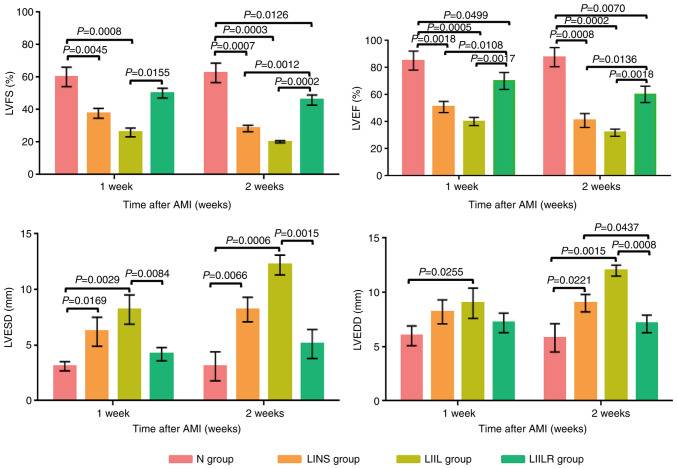 P=0.0126
P=0.0008
P=0.0003
P=0.0045
P=0.0007
P=0.0012
P=0.0155
P=0.0002
80
60
40
20
0
LVFS (%)
1 week
2 weeks
Time after AMI (weeks)
P=0.0499
P=0.0070
P=0.0005
P=0.0002
P=0.0018
P=0.0108
P=0.0008
P=0.0136
P=0.0017
P=0.0018
100
80
60
40
20
0
LVEF (%)
1 week
2 weeks
Time after AMI (weeks)
P=0.0006
P=0.0015
P=0.0029
P=0.0084
P=0.0066
P=0.0169
15
10
5
0
LVESD (mm)
1 week
2 weeks
Time after AMI (weeks)
P=0.0437
P=0.0015
P=0.0008
P=0.0255
P=0.0221
15
10
5
0
LVEDD (mm)
1 week
2 weeks
Time after AMI (weeks)
N group
LINS group
LIIL group
LIILR group